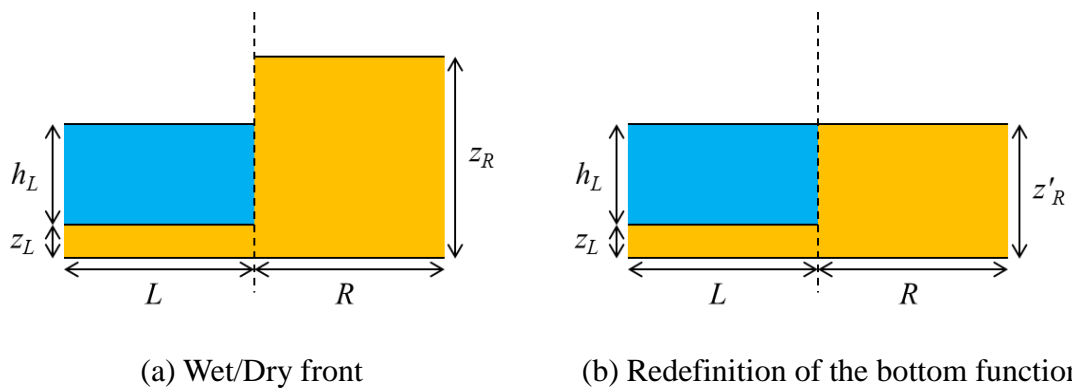 h_L
z_L
L
R
z_R
h_L
z_L
L
R
z'_R
(a) Wet/Dry front
(b) Redefinition of the bottom function